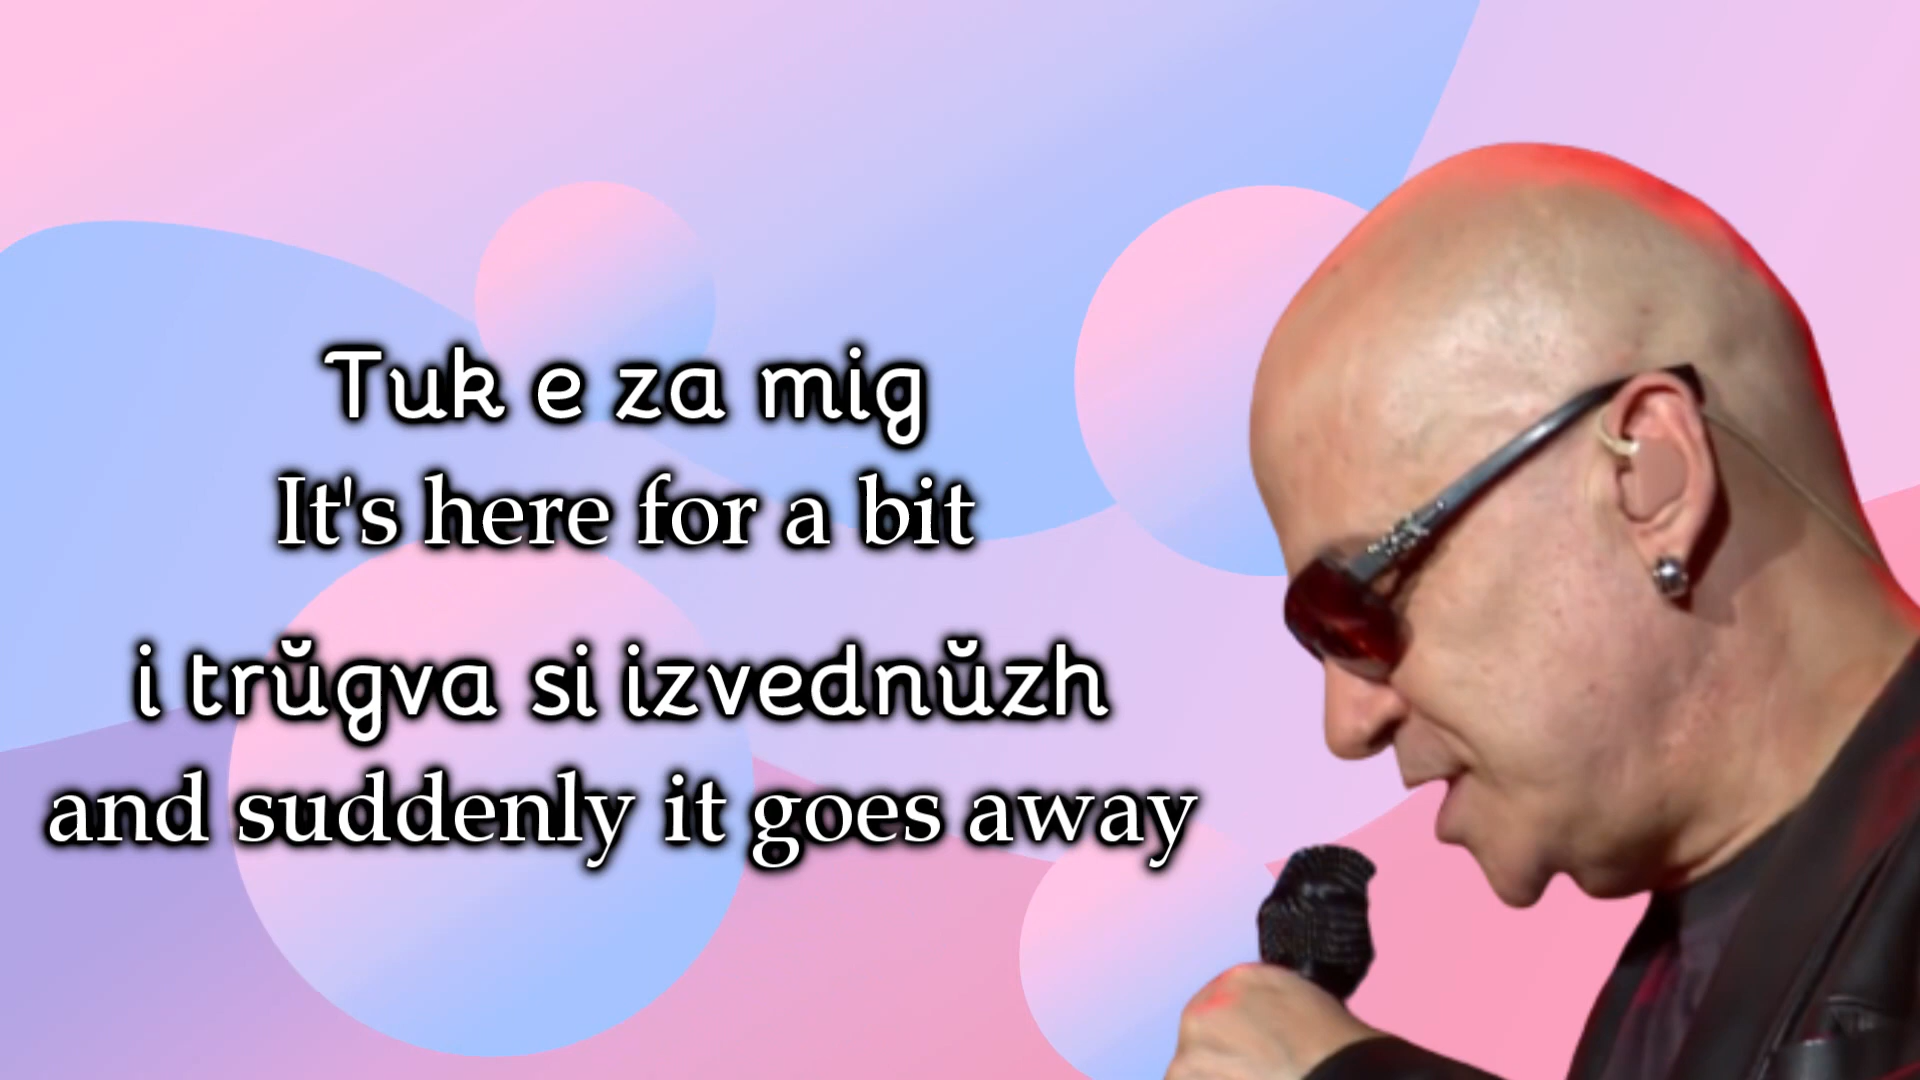 Tuk e za mig
It's here for a bit
i trŭgva si izvednŭzh
and suddenly it goes away